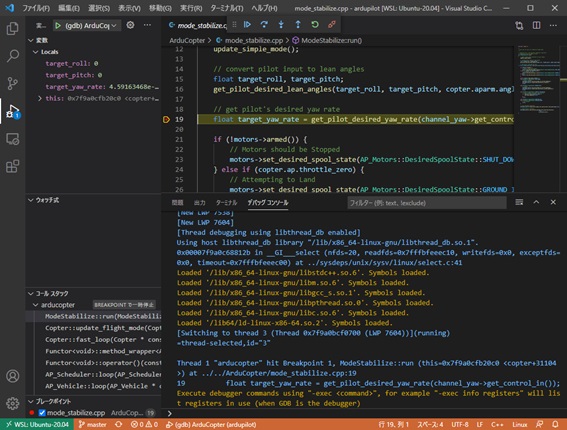 ファイル(F) 編集(E) 選択(S) 表示(V) 移動(G) 実行(R) ターミナル(T) ヘルプ(H)
mode_stabilize.cpp - ardupilot [WSL: Ubuntu-20.04] - Visual Studio C...
実... (gdb) ArduCopter
mode_stabilize.c
変数
Locals
target_roll: 0
target_pitch: 0
target_yaw_rate: 4.59163468e-
this: 0x7f9a0cfb20c0 <copter+
ウォッチ式
コール スタック
arducopter BREAKPOINT で一時停止
ModeStabilize::run(ModeStabiliz
Copter::update_flight_mode(Copt
Copter::fast_loop(Copter * cons
Functor<void>::method_wrapper<A
Functor<void>::operator()(const
AP_Scheduler::loop(AP_Scheduler
AP_Vehicle::loop(AP_Vehicle *
mode_stabilize.cpp ArduCop... 19
ArduCopter > mode_stabilize.cpp > ModeStabilize::run()
12 update_simple_mode();
13
14 // convert pilot input to lean angles
15 float target_roll, target_pitch;
16 get_pilot_desired_lean_angles(target_roll, target_pitch, copter.aparm.angl
17
18 // get pilot's desired yaw rate
19 float target_yaw_rate = get_pilot_desired_yaw_rate(channel_yaw->get_contro
20
21 if (!motors->armed()) {
22 // Motors should be Stopped
23 motors->set_desired_spool_state(AP_Motors::DesiredSpoolState::SHUT_DOW
24 } else if (copter.ap.throttle_zero) {
25 // Attempting to Land
26 motors->set_desired_spool_state(AP_Motors::DesiredSpoolState::GROUND_I
問題 出力 ターミナル デバッグ コンソール フィルター (例: text, !exclude)
[New LWP 7538]
[New LWP 7604]
[Thread debugging using libthread_db enabled]
Using host libthread_db library "/lib/x86_64-linux-gnu/libthread_db.so.1".
0x00007f9a0c68812b in __GI___select (nfds=20, readfds=0x7fffbfeeec10, writefds=0x0, exceptfds=
0x0, timeout=0x7fffbfeeec00) at ../sysdeps/unix/sysv/linux/select.c:41
Loaded '/lib/x86_64-linux-gnu/libstdc++.so.6'. Symbols loaded.
Loaded '/lib/x86_64-linux-gnu/libm.so.6'. Symbols loaded.
Loaded '/lib/x86_64-linux-gnu/libgcc_s.so.1'. Symbols loaded.
Loaded '/lib/x86_64-linux-gnu/libpthread.so.0'. Symbols loaded.
Loaded '/lib/x86_64-linux-gnu/libc.so.6'. Symbols loaded.
Loaded '/lib64/ld-linux-x86-64.so.2'. Symbols loaded.
[Switching to thread 3 (Thread 0x7f9a0bcf0700 (LWP 7604))](running)
=thread-selected,id="3"
Thread 1 "arducopter" hit Breakpoint 1, ModeStabilize::run (this=0x7f9a0cfb20c0 <copter+31104
>) at ../../ArduCopter/mode_stabilize.cpp:19
19 float target_yaw_rate = get_pilot_desired_yaw_rate(channel_yaw->get_control_in());
Execute debugger commands using "-exec <command>", for example "-exec info registers" will li
st registers in use (when GDB is the debugger)
WSL: Ubuntu-20.04 master 0 0 (gdb) ArduCopter (ardupilot) 行 19、列 1 スペース: 4 UTF-8 LF C++ Linux